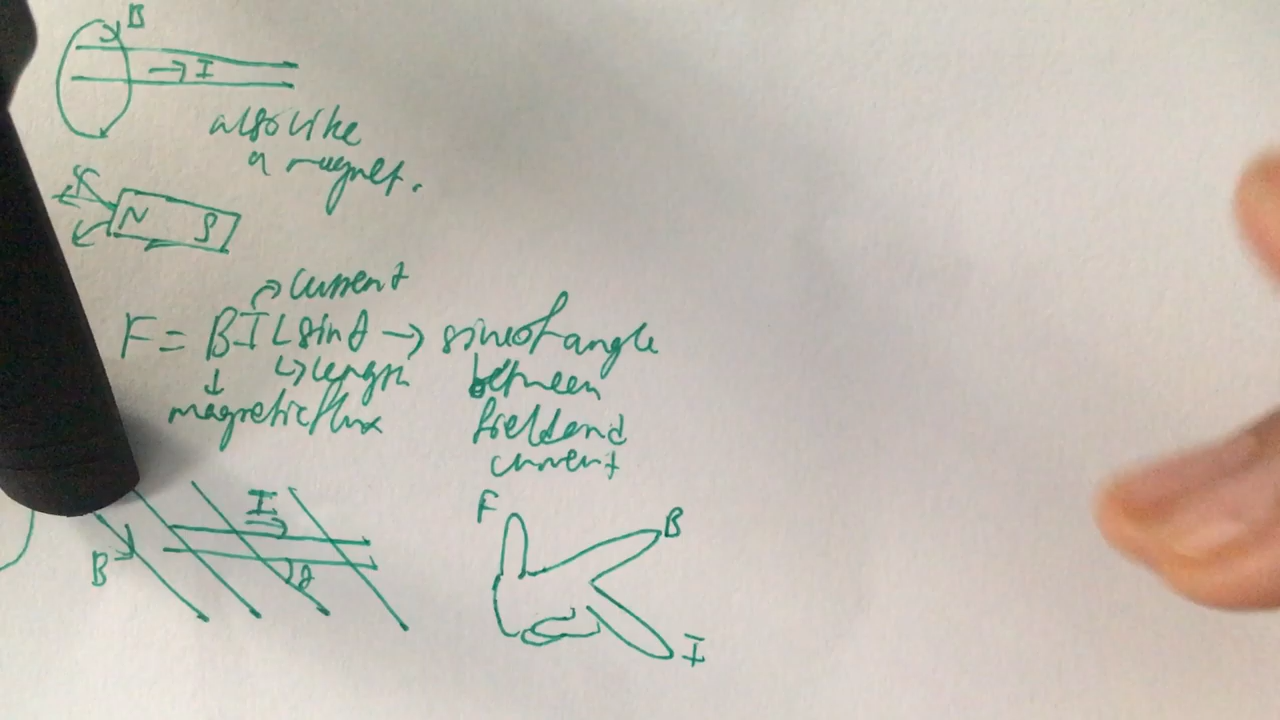 B
→ I
also like
a magnet.
N S
→ current
F = BIL sin θ → sine of angle
↳ length between
↓ magnetic flux field and
current
I
B
θ
F
B
I